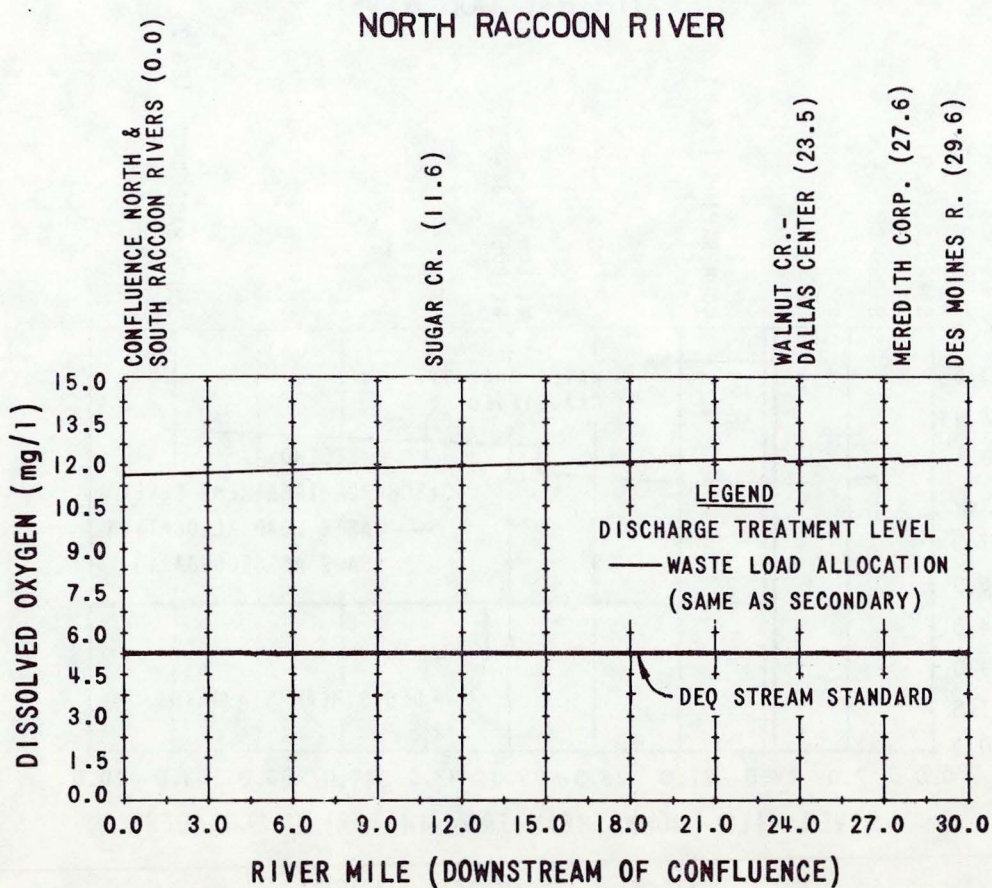 NORTH RACCOON RIVER
CONFLUENCE NORTH &
SOUTH RACCOON RIVERS (0.0)
SUGAR CR. (11.6)
WALNUT CR.-
DALLAS CENTER (23.5)
MEREDITH CORP. (27.6)
DES MOINES R. (29.6)
DISSOLVED OXYGEN (mg/l)
15.0
13.5
12.0
10.5
9.0
7.5
6.0
4.5
3.0
1.5
0.0
LEGEND
DISCHARGE TREATMENT LEVEL
WASTE LOAD ALLOCATION
(SAME AS SECONDARY)
DEQ STREAM STANDARD
0.0 3.0 6.0 9.0 12.0 15.0 18.0 21.0 24.0 27.0 30.0
RIVER MILE (DOWNSTREAM OF CONFLUENCE)